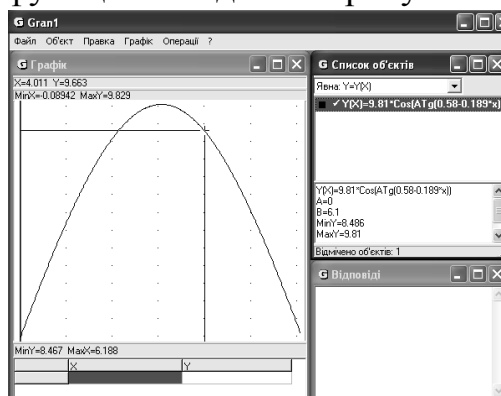 Gran1
Файл Об'єкт Правка Графік Операції ?
G Графік
X=4.011 Y=9.663
MinX=-0.08942 MaxY=9.829
MinY=8.467 MaxX=6.188
X Y
G Список об'єктів
Явна: Y=Y(X)
✓ Y(X)=9.81*Cos(ATg(0.58-0.189*x)
Y(X)=9.81*Cos(ATg(0.58-0.189*x))
A=0
B=6.1
MinY=8.486
MaxY=9.81
Відмічено об'єктів: 1
G Відповіді